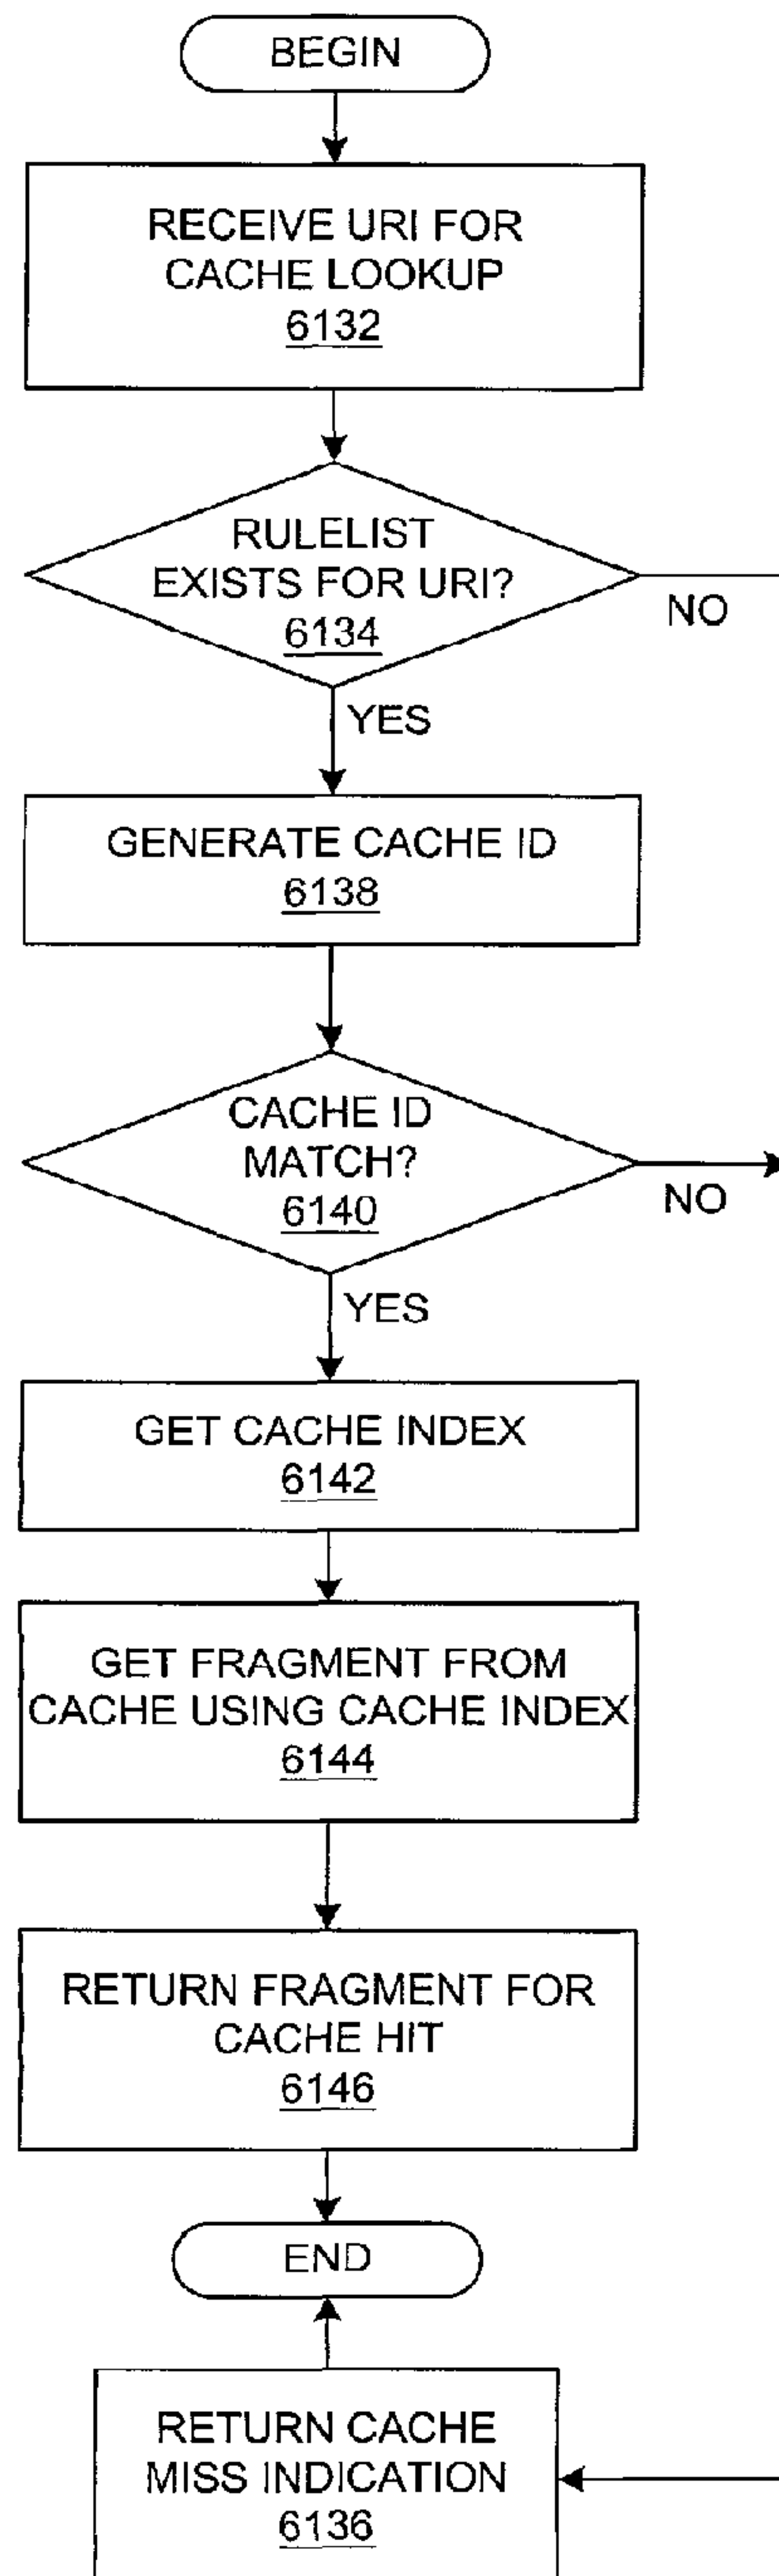 BEGIN
RECEIVE URI FOR
CACHE LOOKUP
6132
RULELIST
EXISTS FOR URI?
6134
NO
YES
GENERATE CACHE ID
6138
CACHE ID
MATCH?
6140
NO
YES
GET CACHE INDEX
6142
GET FRAGMENT FROM
CACHE USING CACHE INDEX
6144
RETURN FRAGMENT FOR
CACHE HIT
6146
END
RETURN CACHE
MISS INDICATION
6136